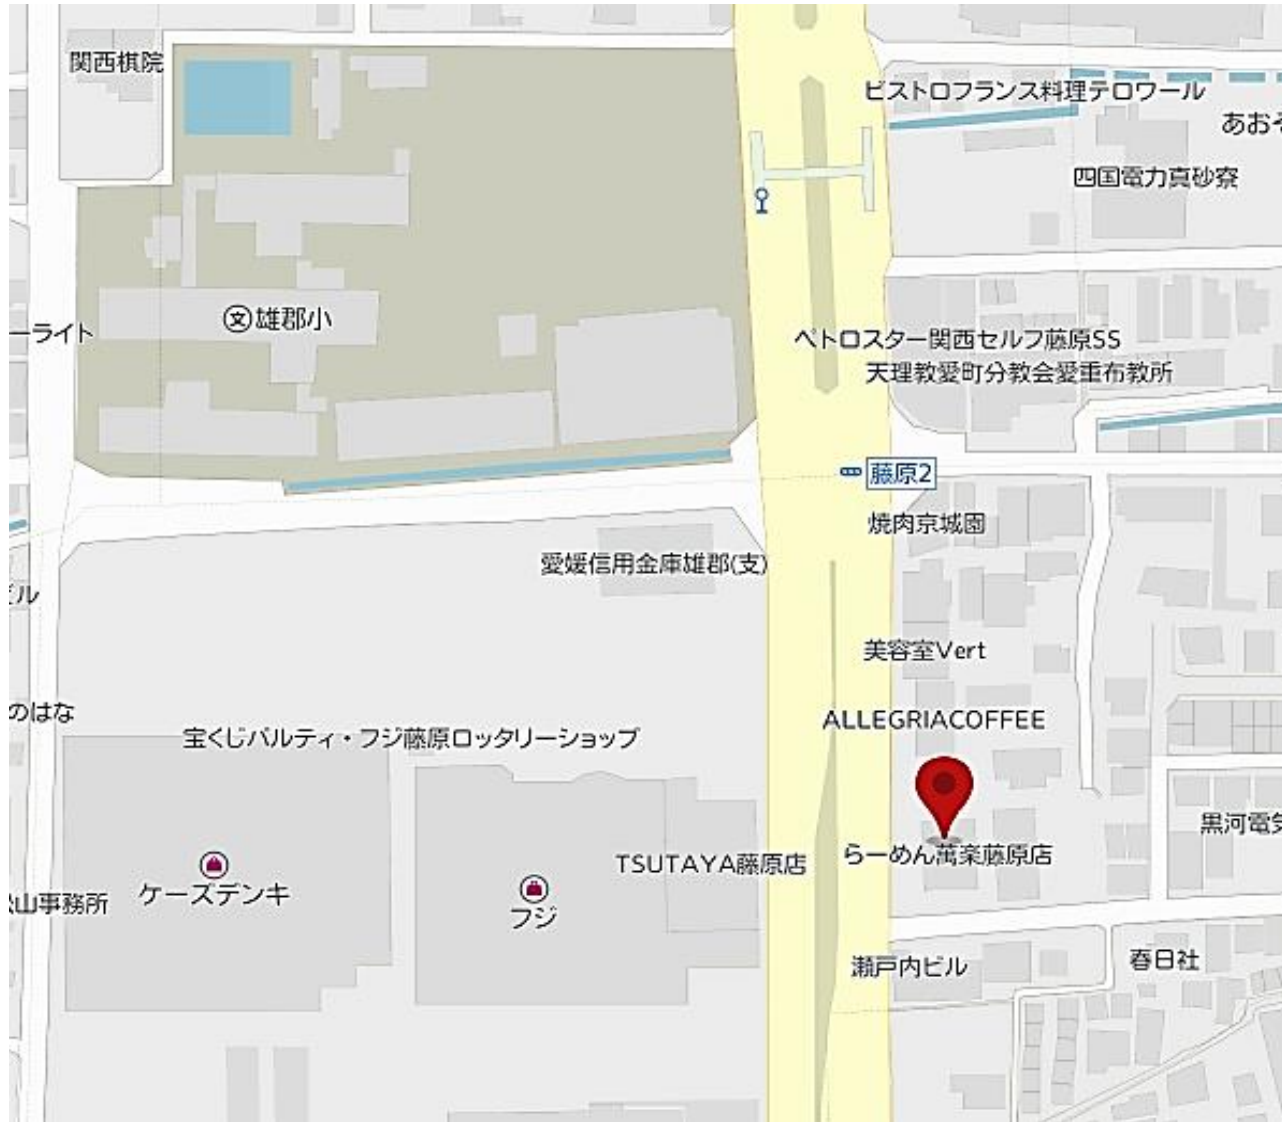 関西棋院
ビストロフランス料理テロワール
あおそ
四国電力真砂寮
文
雄郡小
ーライト
ペトロスター関西セルフ藤原SS
天理教愛町分教会愛重布教所
藤原2
焼肉京城園
愛媛信用金庫雄郡(支)
ビル
美容室Vert
のはな
ALLEGRIACOFFEE
宝くじパルティ・フジ藤原ロッタリーショップ
黒河電気
TSUTAYA藤原店
らーめん萬楽藤原店
ケーズデンキ
山事務所
フジ
瀬戸内ビル
春日社